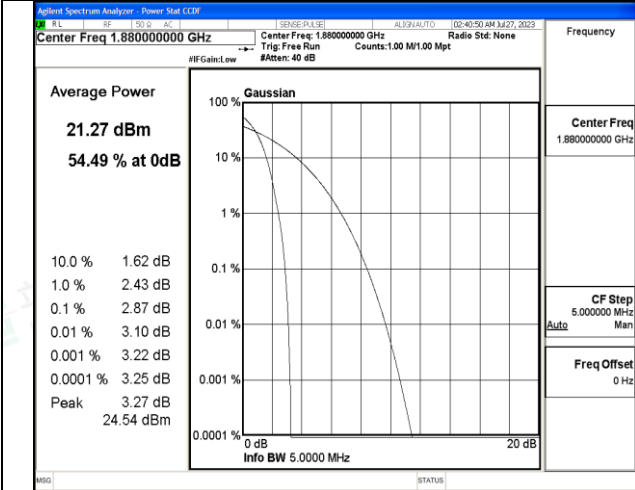 Agilent Spectrum Analyzer - Power Stat CCDF
LXI RL RF 50 Ω AC SENSE:PULSE ALIGNAUTO 02:40:50 AM Jul 27, 2023
Center Freq 1.880000000 GHz
Center Freq: 1.880000000 GHz
Radio Std: None
Trig: Free Run
Counts:1.00 M/1.00 Mpt
#IFGain:Low
#Atten: 40 dB
Frequency
Average Power
21.27 dBm
54.49 % at 0dB
10.0 % 1.62 dB
1.0 % 2.43 dB
0.1 % 2.87 dB
0.01 % 3.10 dB
0.001 % 3.22 dB
0.0001 % 3.25 dB
Peak 3.27 dB
24.54 dBm
Gaussian
100 %
10 %
1 %
0.1 %
0.01 %
0.001 %
0.0001 %
0 dB
20 dB
Info BW 5.0000 MHz
Center Freq
1.880000000 GHz
CF Step
5.000000 MHz
Auto Man
Freq Offset
0 Hz
MSG
STATUS